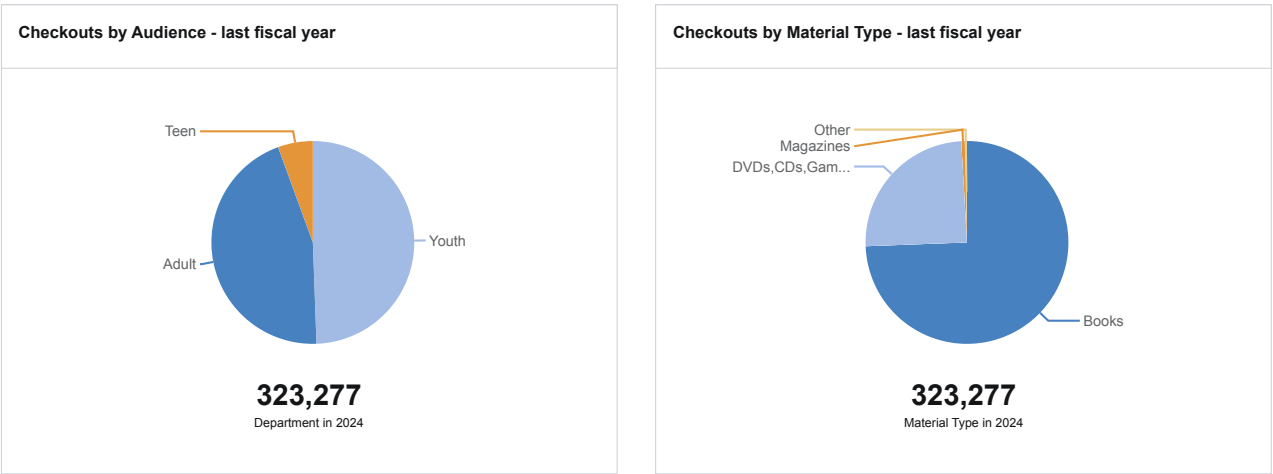 Checkouts by Audience - last fiscal year
Teen
Youth
Adult
323,277
Department in 2024
Checkouts by Material Type - last fiscal year
Other
Magazines
DVDs,CDs,Gam...
Books
323,277
Material Type in 2024